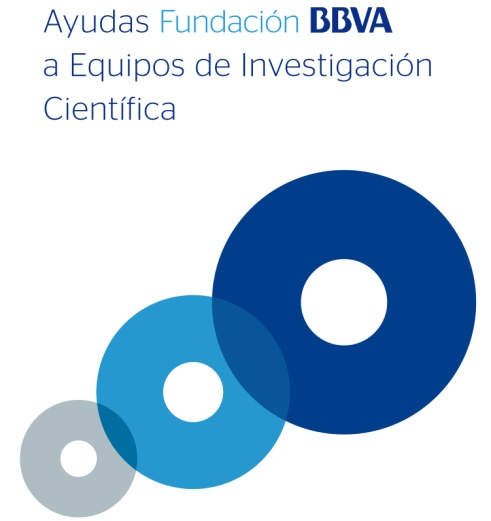 Ayudas Fundación BBVA
a Equipos de Investigación
Científica